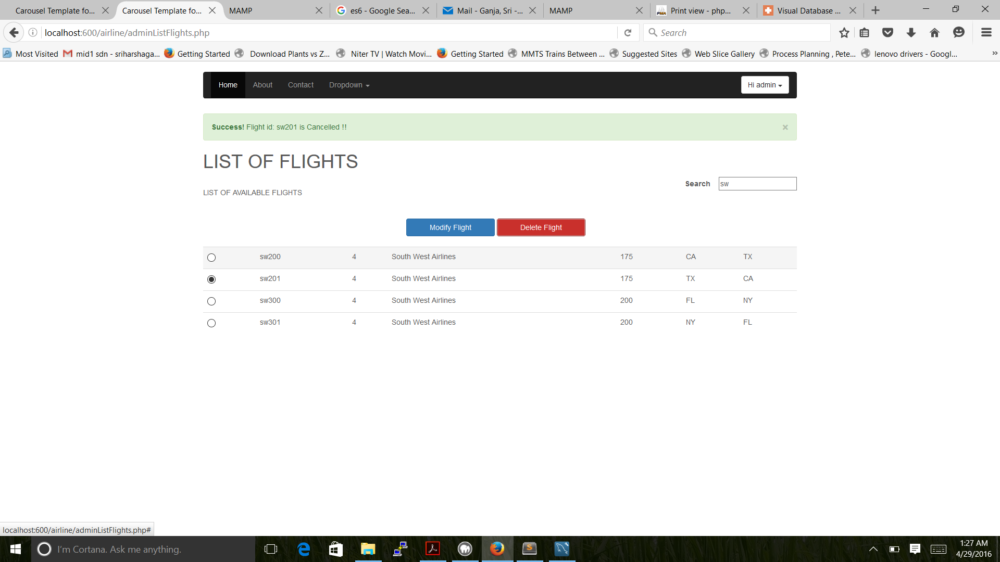 Carousel Template fo...
Carousel Template fo...
MAMP
es6 - Google Sea...
Mail - Ganja, Sri -...
MAMP
Print view - php...
Visual Database ...
localhost:600/airline/adminListFlights.php
Search
Most Visited
mid1 sdn - sriharshaga...
Getting Started
Download Plants vs Z...
Niter TV | Watch Movi...
Getting Started
MMTS Trains Between ...
Suggested Sites
Web Slice Gallery
Process Planning , Pete...
lenovo drivers - Googl...
Home About Contact Dropdown Hi admin
Success! Flight id: sw201 is Cancelled !!
LIST OF FLIGHTS
Search sw
LIST OF AVAILABLE FLIGHTS
Modify Flight Delete Flight
sw200 4 South West Airlines 175 CA TX
sw201 4 South West Airlines 175 TX CA
sw300 4 South West Airlines 200 FL NY
sw301 4 South West Airlines 200 NY FL
localhost:600/airline/adminListFlights.php#
I'm Cortana. Ask me anything.
1:27 AM
4/29/2016